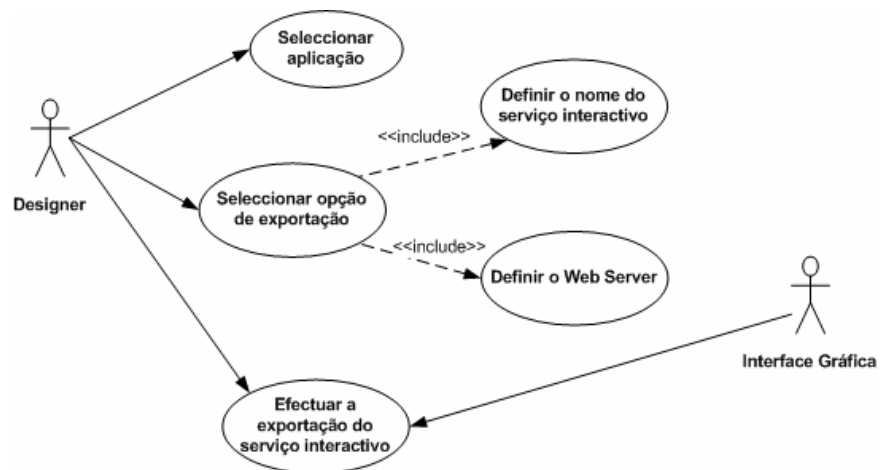 Seleccionar
aplicação
Definir o nome do
serviço interactivo
<<include>>
Designer
Seleccionar opção
de exportação
<<include>>
Definir o Web Server
Interface Gráfica
Efectuar a
exportação do
serviço interactivo